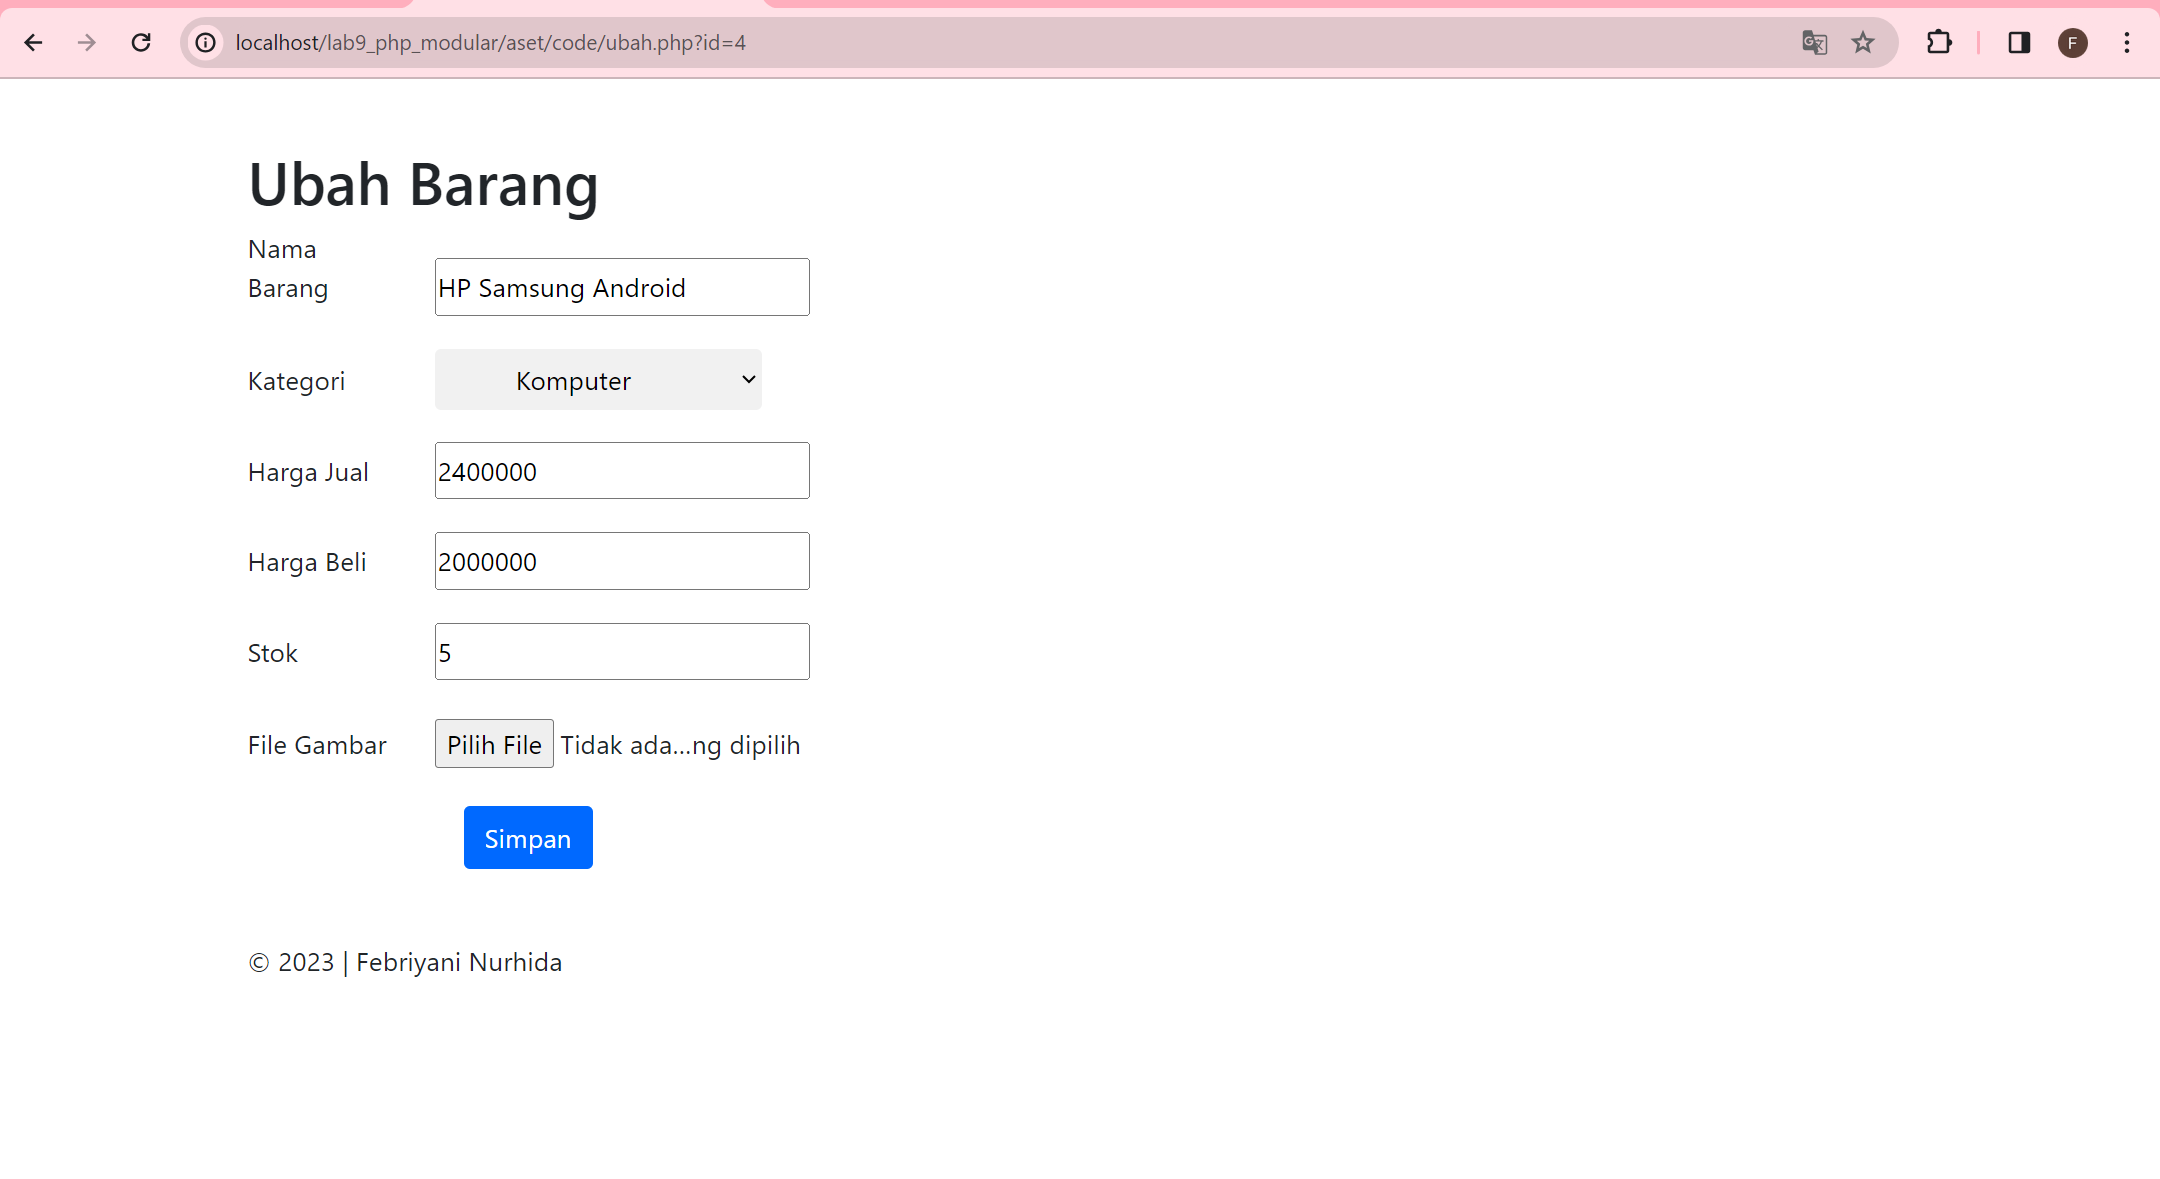 localhost/lab9_php_modular/aset/code/ubah.php?id=4
F
Ubah Barang
Nama
Barang
HP Samsung Android
Kategori
Komputer
Harga Jual
2400000
Harga Beli
2000000
Stok
5
File Gambar
Pilih File Tidak ada...ng dipilih
Simpan
© 2023 | Febriyani Nurhida